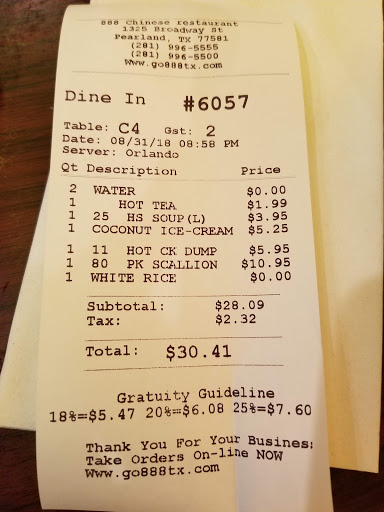 888 Chinese restaurant
1325 Broadway St
Pearland, TX 77581
(281) 996-5555
(281) 996-5500
Www.go888tx.com
Dine In #6057
Table: C4 Gst: 2
Date: 08/31/18 08:58 PM
Server: Orlando
Qt Description Price
2 WATER $0.00
1 HOT TEA $1.99
1 25 HS SOUP(L) $3.95
1 COCONUT ICE-CREAM $5.25
1 11 HOT CK DUMP $5.95
1 80 PK SCALLION $10.95
1 WHITE RICE $0.00
Subtotal: $28.09
Tax: $2.32
Total: $30.41
Gratuity Guideline
18%=$5.47 20%=$6.08 25%=$7.60
Thank You For Your Busines
Take Orders On-line NOW
Www.go888tx.com